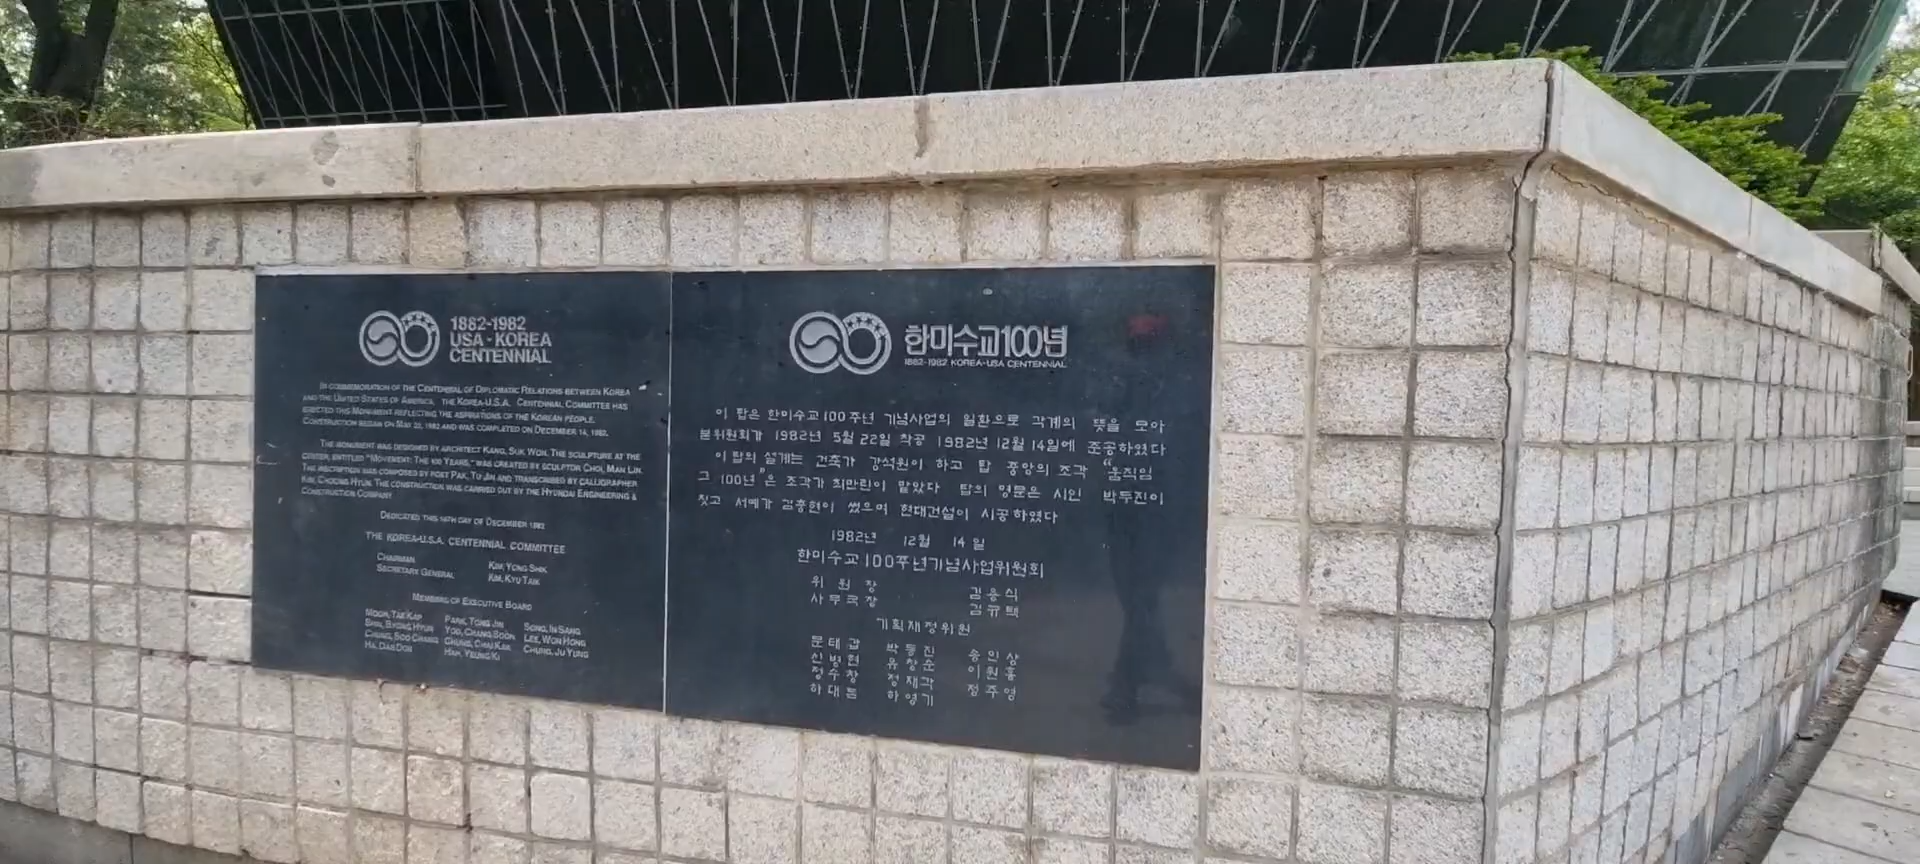 1882-1982
USA·KOREA
CENTENNIAL
IN COMMEMORATION OF THE CENTENNIAL OF DIPLOMATIC RELATIONS BETWEEN KOREA
AND THE UNITED STATES OF AMERICA, THE KOREA-U.S.A. CENTENNIAL COMMITTEE HAS
ERECTED THIS MONUMENT REFLECTING THE ASPIRATIONS OF THE KOREAN PEOPLE.
CONSTRUCTION BEGAN ON MAY 22, 1982 AND WAS COMPLETED ON DECEMBER 14, 1982.
THE MONUMENT WAS DESIGNED BY ARCHITECT KANG, SUK WON. THE SCULPTURE AT THE
CENTER, ENTITLED "MOVEMENT: THE 100 YEARS," WAS CREATED BY SCULPTOR CHOI, MAN LIN.
THE INSCRIPTION WAS COMPOSED BY POET PAK, TU JIN AND TRANSCRIBED BY CALLIGRAPHER
KIM, CHOONG HYUN. THE CONSTRUCTION WAS CARRIED OUT BY THE HYUNDAI ENGINEERING &
CONSTRUCTION COMPANY
DEDICATED THIS 14TH DAY OF DECEMBER 1982
THE KOREA-U.S.A. CENTENNIAL COMMITTEE
CHAIRMAN KIM, YONG SHIK
SECRETARY GENERAL KIM, KYU TAIK
MEMBERS OF EXECUTIVE BOARD
MOON, TAE KAP PARK, TONG JIN SONG, IN SANG
SHIN, BYONG HYUN YOO, CHANG SOON LEE, WON HONG
CHUNG, SOO CHANG CHUNG, CHAI KAK CHUNG, JU YUNG
HA, DAE DON HAH, YEUNG KI
한미수교100년
1882-1982 KOREA-USA CENTENNIAL
이 탑은 한미수교100주년 기념사업의 일환으로 각계의 뜻을 모아
본위원회가 1982년 5월 22일 착공 1982년 12월 14일에 준공하였다
이 탑의 설계는 건축가 강석원이 하고 탑 중앙의 조각 "움직임
그 100년"은 조각가 최만린이 맡았다 탑의 명문은 시인 박두진이
짓고 서예가 김충현이 썼으며 현대건설이 시공하였다
1982년 12월 14일
한미수교100주년기념사업위원회
위원장 김용식
사무국장 김규택
기획재정위원
문태갑 박동진 송인상
신병현 유창순 이원홍
정수창 정재각 정주영
하대돈 하영기